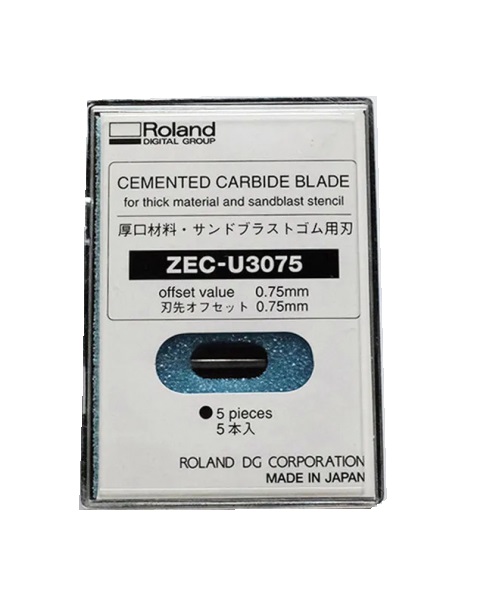 Roland
DIGITAL GROUP
CEMENTED CARBIDE BLADE
for thick material and sandblast stencil
厚口材料・サンドブラストゴム用刃
ZEC-U3075
offset value 0.75mm
刃先オフセット 0.75mm
●5 pieces
5本入
ROLAND DG CORPORATION
MADE IN JAPAN